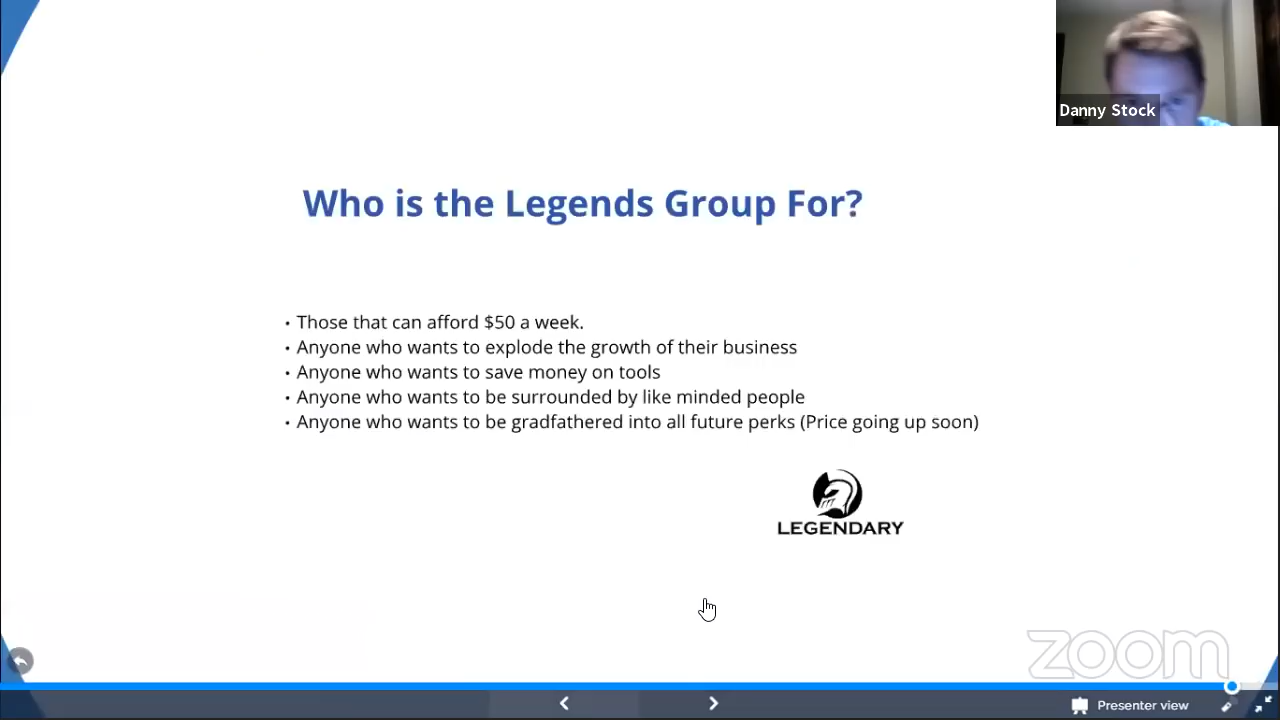 Danny Stock
Who is the Legends Group For?
• Those that can afford $50 a week.
• Anyone who wants to explode the growth of their business
• Anyone who wants to save money on tools
• Anyone who wants to be surrounded by like minded people
• Anyone who wants to be gradfathered into all future perks (Price going up soon)
LEGENDARY
zoom
Presenter view